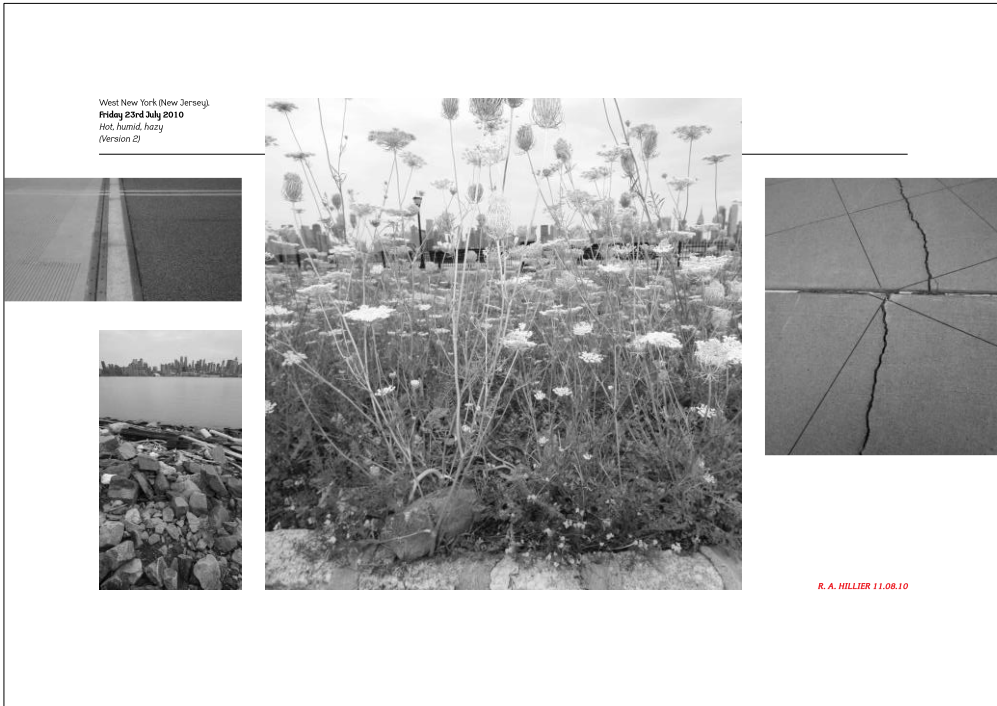 West New York (New Jersey).
Friday 23rd July 2010
Hot, humid, hazy
(Version 2)
R. A. HILLIER 11.08.10